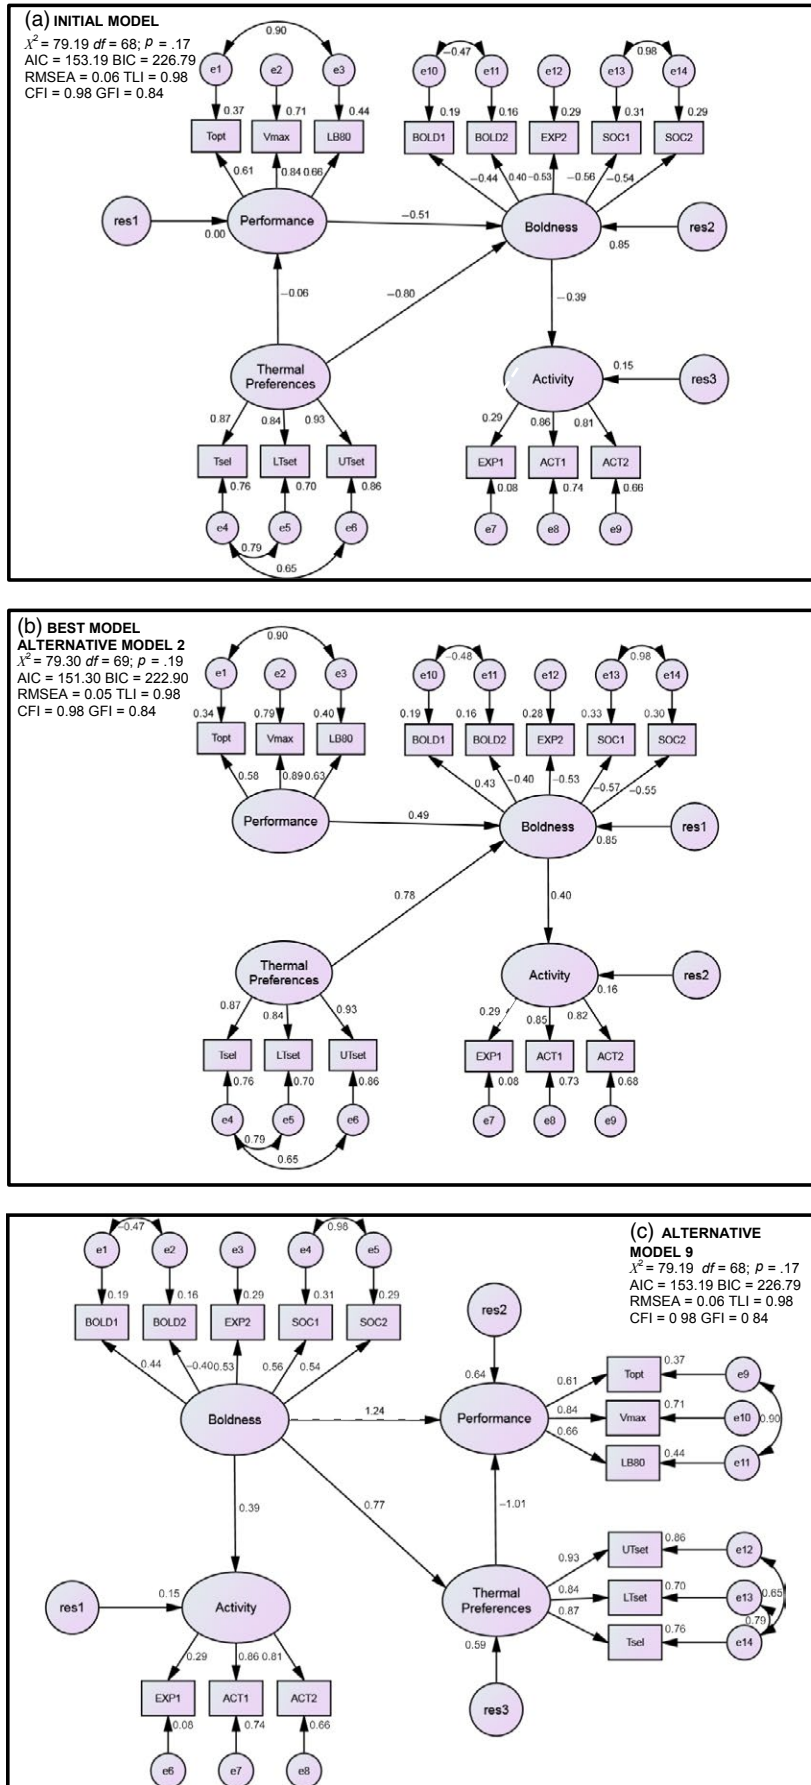 (a) INITIAL MODEL
X² = 79.19 df = 68; p = .17
AIC = 153.19 BIC = 226.79
RMSEA = 0.06 TLI = 0.98
CFI = 0.98 GFI = 0.84
0.90
−0.47
0.98
e1 e2 e3 e10 e11 e12 e13 e14
0.37 0.71 0.44 0.19 0.16 0.29 0.31 0.29
Topt Vmax LB80 BOLD1 BOLD2 EXP2 SOC1 SOC2
0.61 0.84 0.66 −0.44 0.40 −0.53 −0.56 −0.54
res1 0.00 Performance −0.51 Boldness 0.85 res2
−0.06 −0.80 −0.39
Thermal
Preferences
Activity 0.15 res3
0.87 0.84 0.93 0.29 0.86 0.81
Tsel LTset UTset EXP1 ACT1 ACT2
0.76 0.70 0.86 0.08 0.74 0.66
e4 e5 e6 e7 e8 e9
0.79
0.65
(b) BEST MODEL
ALTERNATIVE MODEL 2
X² = 79.30 df = 69; p = .19
AIC = 151.30 BIC = 222.90
RMSEA = 0.05 TLI = 0.98
CFI = 0.98 GFI = 0.84
0.90
−0.48
0.98
e1 e2 e3 e10 e11 e12 e13 e14
0.34 0.79 0.40 0.19 0.16 0.28 0.33 0.30
Topt Vmax LB80 BOLD1 BOLD2 EXP2 SOC1 SOC2
0.58 0.89 0.63 0.43 −0.40 −0.53 −0.57 −0.55
Performance 0.49 Boldness 0.85 res1
0.78 0.40
Thermal
Preferences
Activity 0.16 res2
0.87 0.84 0.93 0.29 0.85 0.82
Tsel LTset UTset EXP1 ACT1 ACT2
0.76 0.70 0.86 0.08 0.73 0.68
e4 e5 e6 e7 e8 e9
0.79
0.65
(c) ALTERNATIVE
MODEL 9
X² = 79.19 df = 68; p = .17
AIC = 153.19 BIC = 226.79
RMSEA = 0.06 TLI = 0.98
CFI = 0 98 GFI = 0 84
−0.47
0.98
e1 e2 e3 e4 e5
0.19 0.16 0.29 0.31 0.29
BOLD1 BOLD2 EXP2 SOC1 SOC2
0.44 −0.40 0.53 0.56 0.54
res2
0.64
Boldness 1.24 Performance
0.61 Topt 0.37 e9
0.84 Vmax 0.71 e10 0.90
0.66 LB80 0.44 e11
0.39 0.77 −1.01
0.93 UTset 0.86 e12
0.84 LTset 0.70 e13 0.65
0.79
0.87 Tsel 0.76 e14
Thermal
Preferences
0.59
res3
res1 0.15 Activity
0.29 0.86 0.81
EXP1 ACT1 ACT2
0.08 0.74 0.66
e6 e7 e8